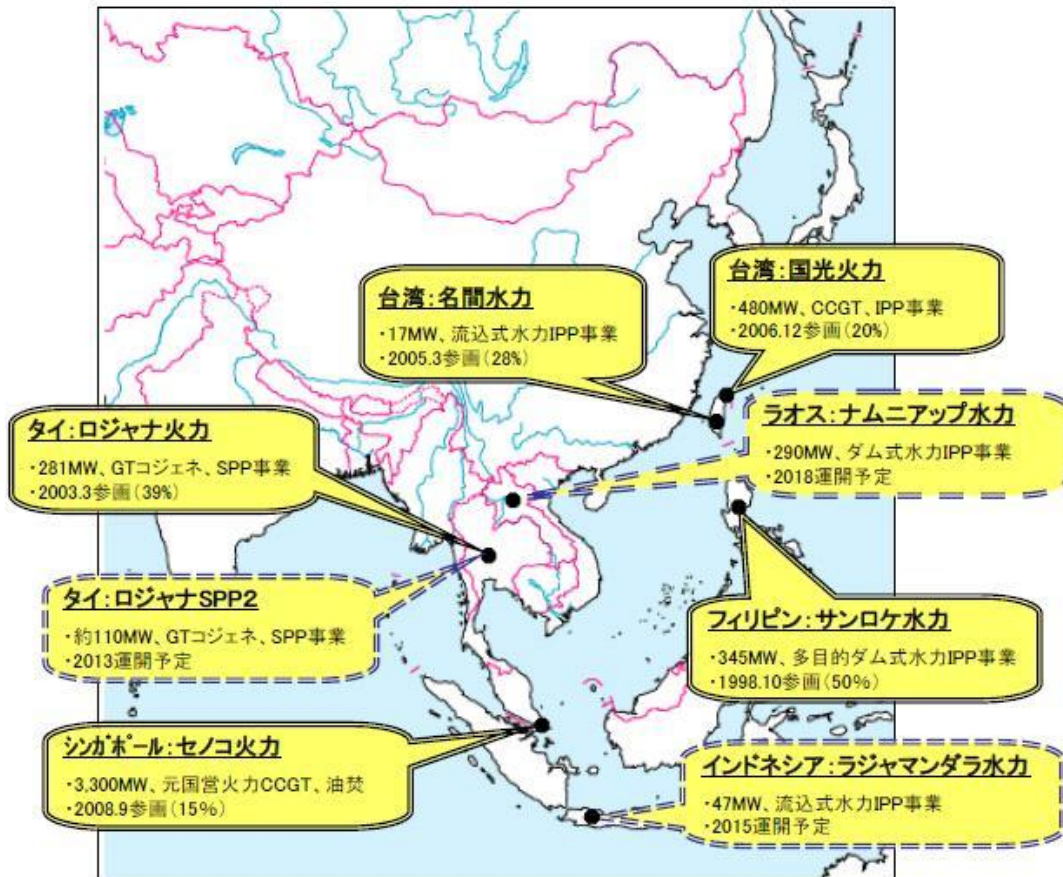 台湾:名間水力
・17MW、流込式水力IPP事業
・2005.3参画(28%)
台湾:国光火力
・480MW、CCGT、IPP事業
・2006.12参画(20%)
タイ:ロジャナ火力
・281MW、GTコジェネ、SPP事業
・2003.3参画(39%)
ラオス:ナムニアップ水力
・290MW、ダム式水力IPP事業
・2018運開予定
タイ:ロジャナSPP2
・約110MW、GTコジェネ、SPP事業
・2013運開予定
フィリピン:サンロケ水力
・345MW、多目的ダム式水力IPP事業
・1998.10参画(50%)
シンガポール:セノコ火力
・3,300MW、元国営火力CCGT、油焚
・2008.9参画(15%)
インドネシア:ラジャマンダラ水力
・47MW、流込式水力IPP事業
・2015運開予定